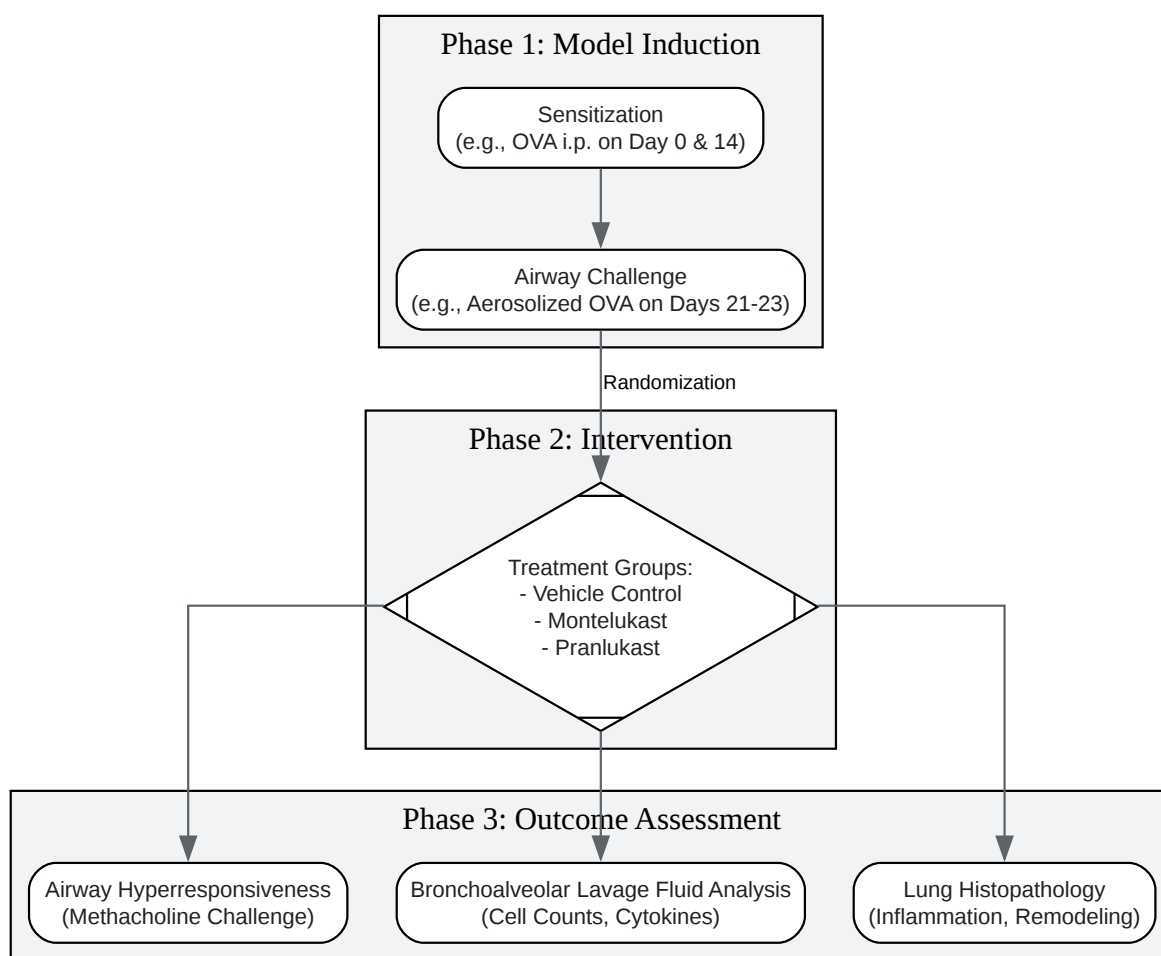 Phase 1: Model Induction
Sensitization
(e.g., OVA i.p. on Day 0 & 14)
Airway Challenge
(e.g., Aerosolized OVA on Days 21-23)
Randomization
Phase 2: Intervention
Treatment Groups:
- Vehicle Control
- Montelukast
- Pranlukast
Phase 3: Outcome Assessment
Airway Hyperresponsiveness
(Methacholine Challenge)
Bronchoalveolar Lavage Fluid Analysis
(Cell Counts, Cytokines)
Lung Histopathology
(Inflammation, Remodeling)